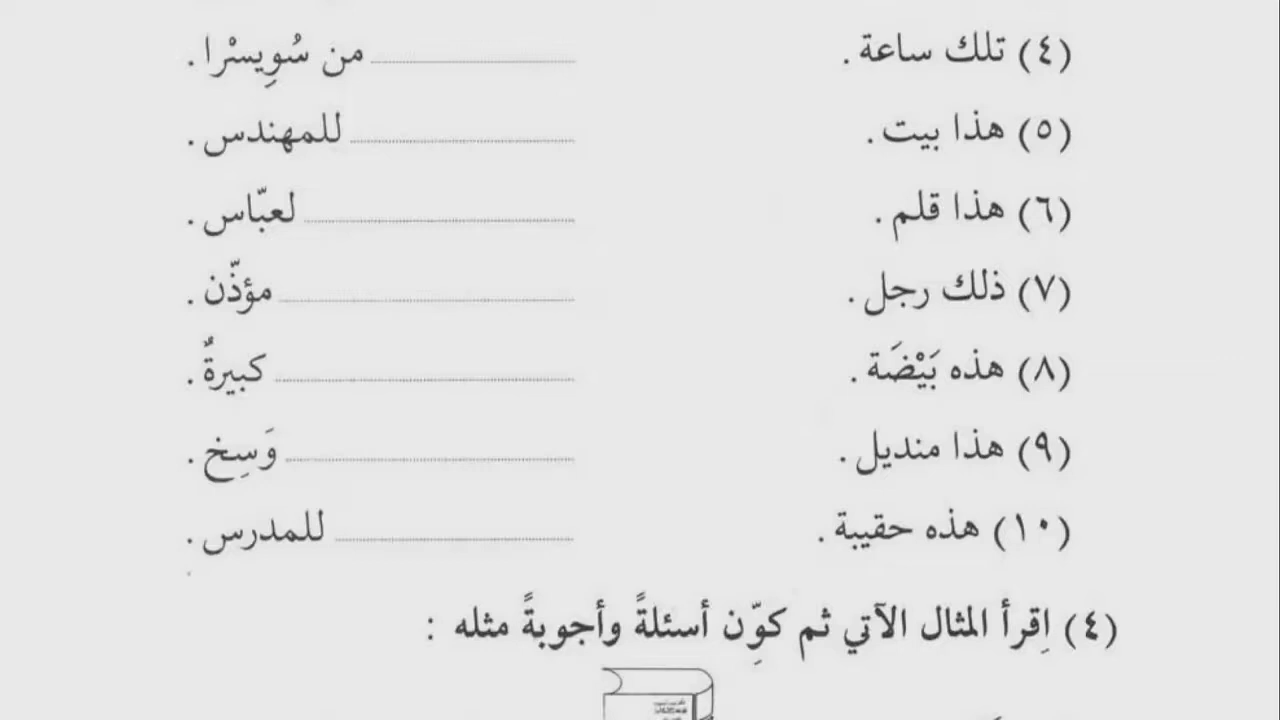 (٤) تلك ساعة . من سُوِيسْرا .
(٥) هذا بيت . للمهندس .
(٦) هذا قلم . لعبّاس .
(٧) ذلك رجل . مؤذّن .
(٨) هذه بَيْضَة . كبيرةٌ .
(٩) هذا منديل . وَسِخ .
(١٠) هذه حقيبة . للمدرس .
(٤) اِقرأ المثال الآتي ثم كوِّن أسئلةً وأجوبةً مثله :